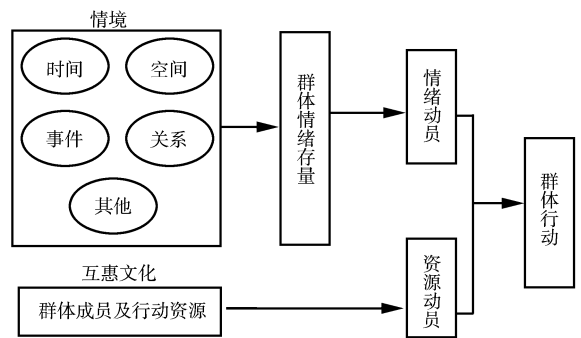 情境
时间
空间
事件
关系
其他
群体情绪存量
情绪动员
群体行动
互惠文化
群体成员及行动资源
资源动员